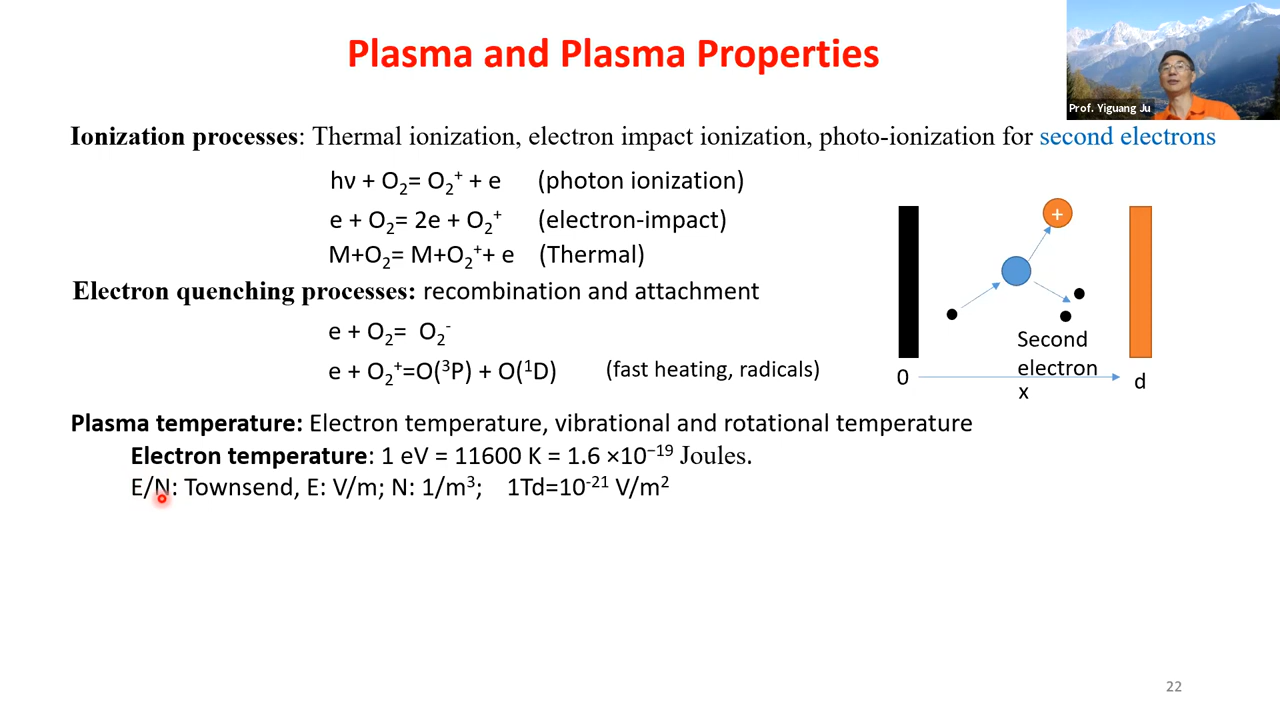 Plasma and Plasma Properties
Prof. Yiguang Ju
Ionization processes: Thermal ionization, electron impact ionization, photo-ionization for second electrons
hν + O₂= O₂⁺ + e (photon ionization)
e + O₂= 2e + O₂⁺ (electron-impact)
M+O₂= M+O₂⁺+ e (Thermal)
Electron quenching processes: recombination and attachment
e + O₂= O₂⁻
e + O₂⁺=O(³P) + O(¹D) (fast heating, radicals)
+
Second
electron
0
x
d
Plasma temperature: Electron temperature, vibrational and rotational temperature
Electron temperature: 1 eV = 11600 K = 1.6 ×10⁻¹⁹ Joules.
E/N: Townsend, E: V/m; N: 1/m³; 1Td=10⁻²¹ V/m²
22